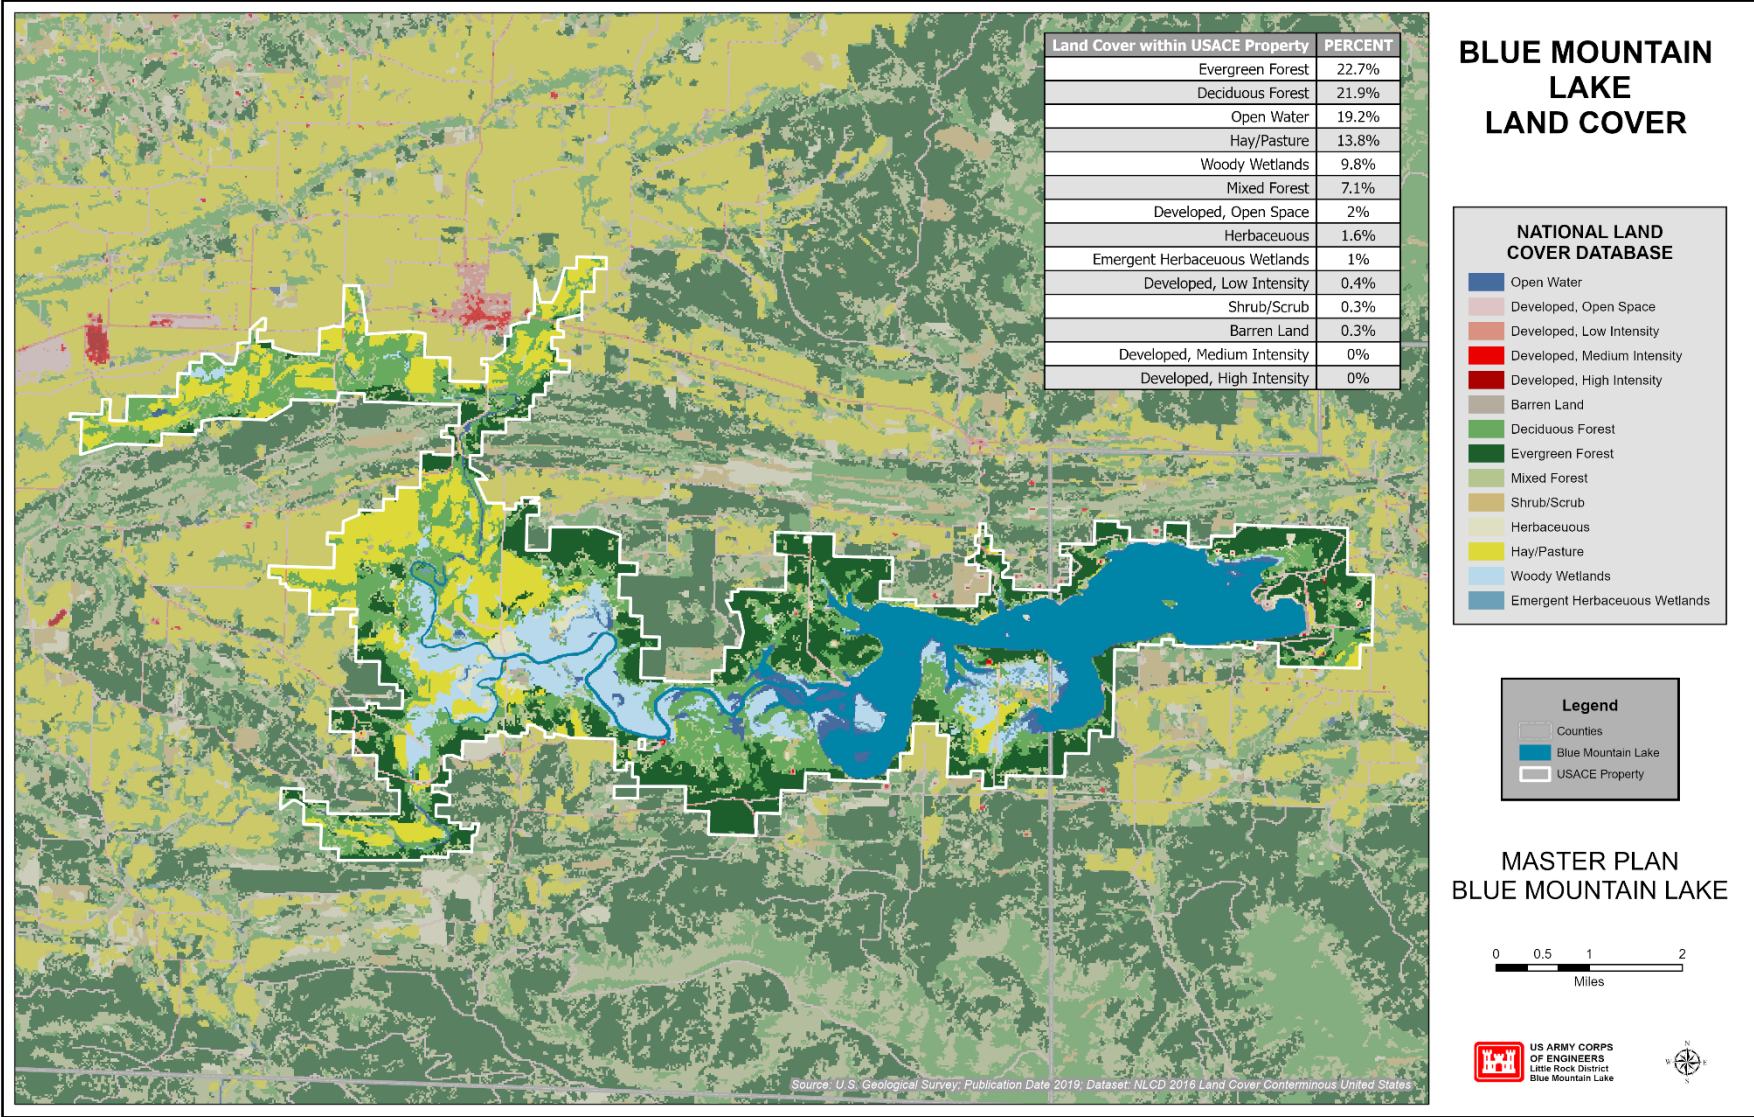 Land Cover within USACE Property PERCENT
Evergreen Forest 22.7%
Deciduous Forest 21.9%
Open Water 19.2%
Hay/Pasture 13.8%
Woody Wetlands 9.8%
Mixed Forest 7.1%
Developed, Open Space 2%
Herbaceuous 1.6%
Emergent Herbaceuous Wetlands 1%
Developed, Low Intensity 0.4%
Shrub/Scrub 0.3%
Barren Land 0.3%
Developed, Medium Intensity 0%
Developed, High Intensity 0%
BLUE MOUNTAIN
LAKE
LAND COVER
NATIONAL LAND
COVER DATABASE
Open Water
Developed, Open Space
Developed, Low Intensity
Developed, Medium Intensity
Developed, High Intensity
Barren Land
Deciduous Forest
Evergreen Forest
Mixed Forest
Shrub/Scrub
Herbaceuous
Hay/Pasture
Woody Wetlands
Emergent Herbaceuous Wetlands
Legend
Counties
Blue Mountain Lake
USACE Property
MASTER PLAN
BLUE MOUNTAIN LAKE
0 0.5 1 2
Miles
US ARMY CORPS
OF ENGINEERS
Little Rock District
Blue Mountain Lake
N
W E
S
Source: U.S. Geological Survey; Publication Date 2019; Dataset: NLCD 2016 Land Cover Conterminous United States